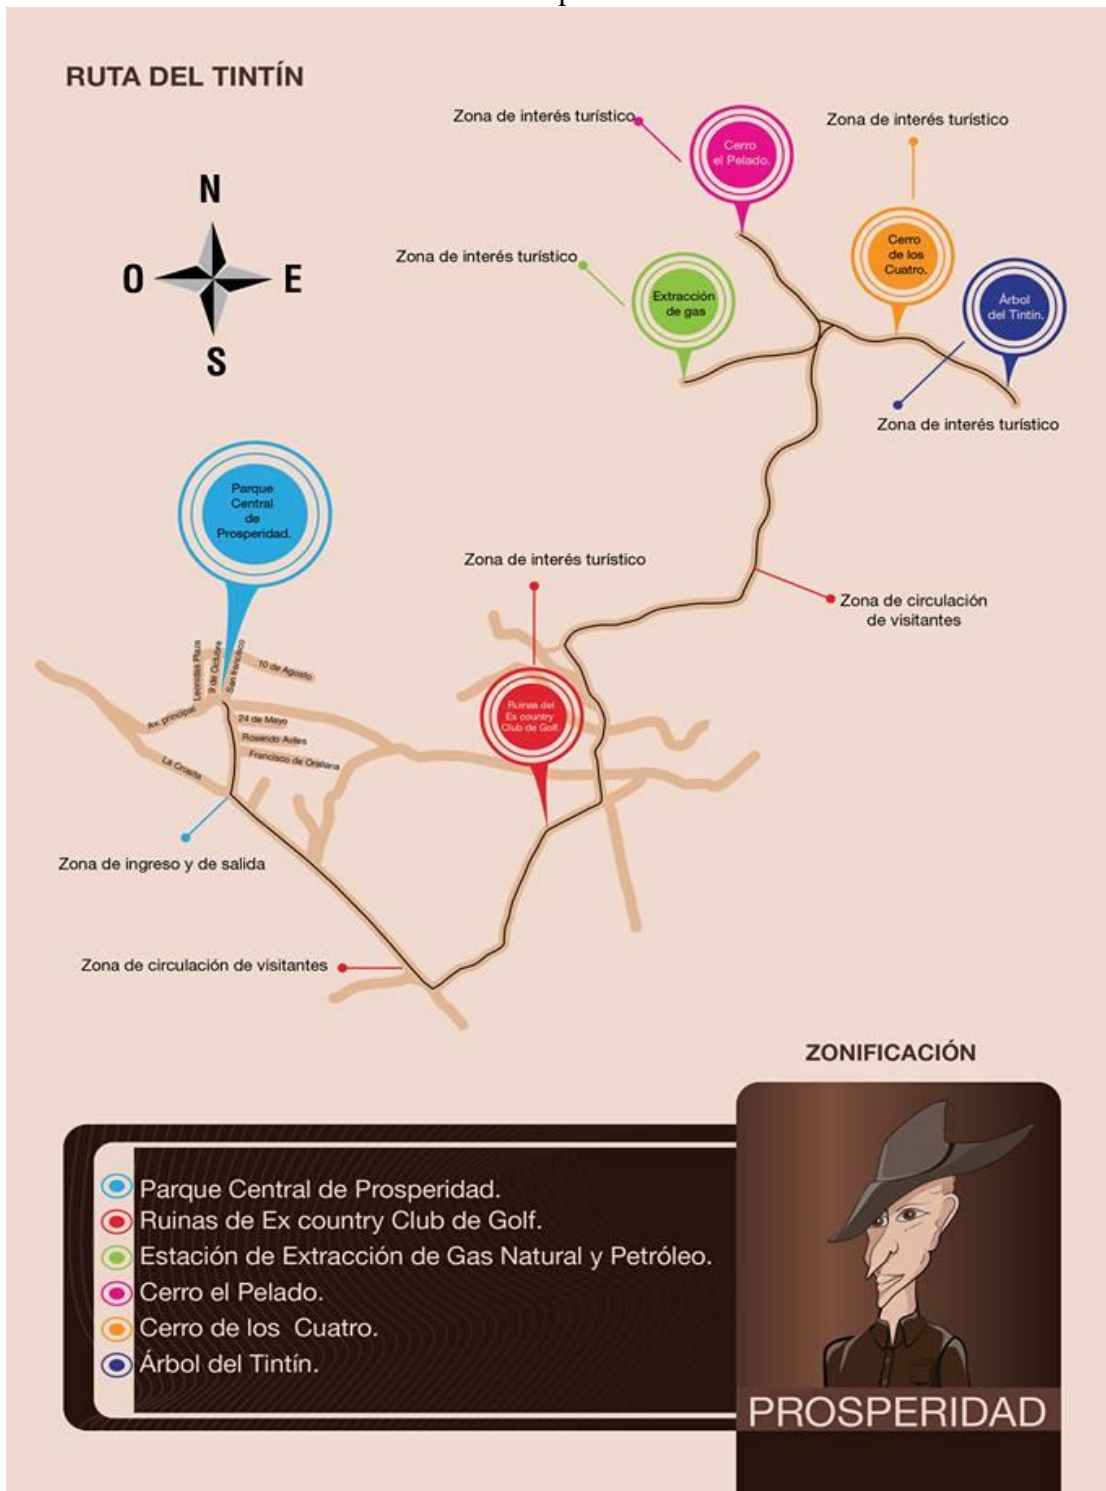 RUTA DEL TINTÍN
Zona de interés turístico
Cerro
el Pelado.
Zona de interés turístico
N
O
E
S
Zona de interés turístico
Extracción
de gas
Cerro
de los
Cuatro.
Árbol
del Tintín.
Zona de interés turístico
Parque
Central
de
Prosperidad.
Zona de interés turístico
Ruinas del
Ex country
Club de Golf.
Zona de circulación
de visitantes
Leonidas Plaza
9 de Octubre
San francisco
10 de Agosto
Av. principal
24 de Mayo
Rosendo Aviles
Francisco de Orellana
La Crucita
Zona de ingreso y de salida
Zona de circulación de visitantes
ZONIFICACIÓN
Parque Central de Prosperidad.
Ruinas de Ex country Club de Golf.
Estación de Extracción de Gas Natural y Petróleo.
Cerro el Pelado.
Cerro de los Cuatro.
Árbol del Tintín.
PROSPERIDAD